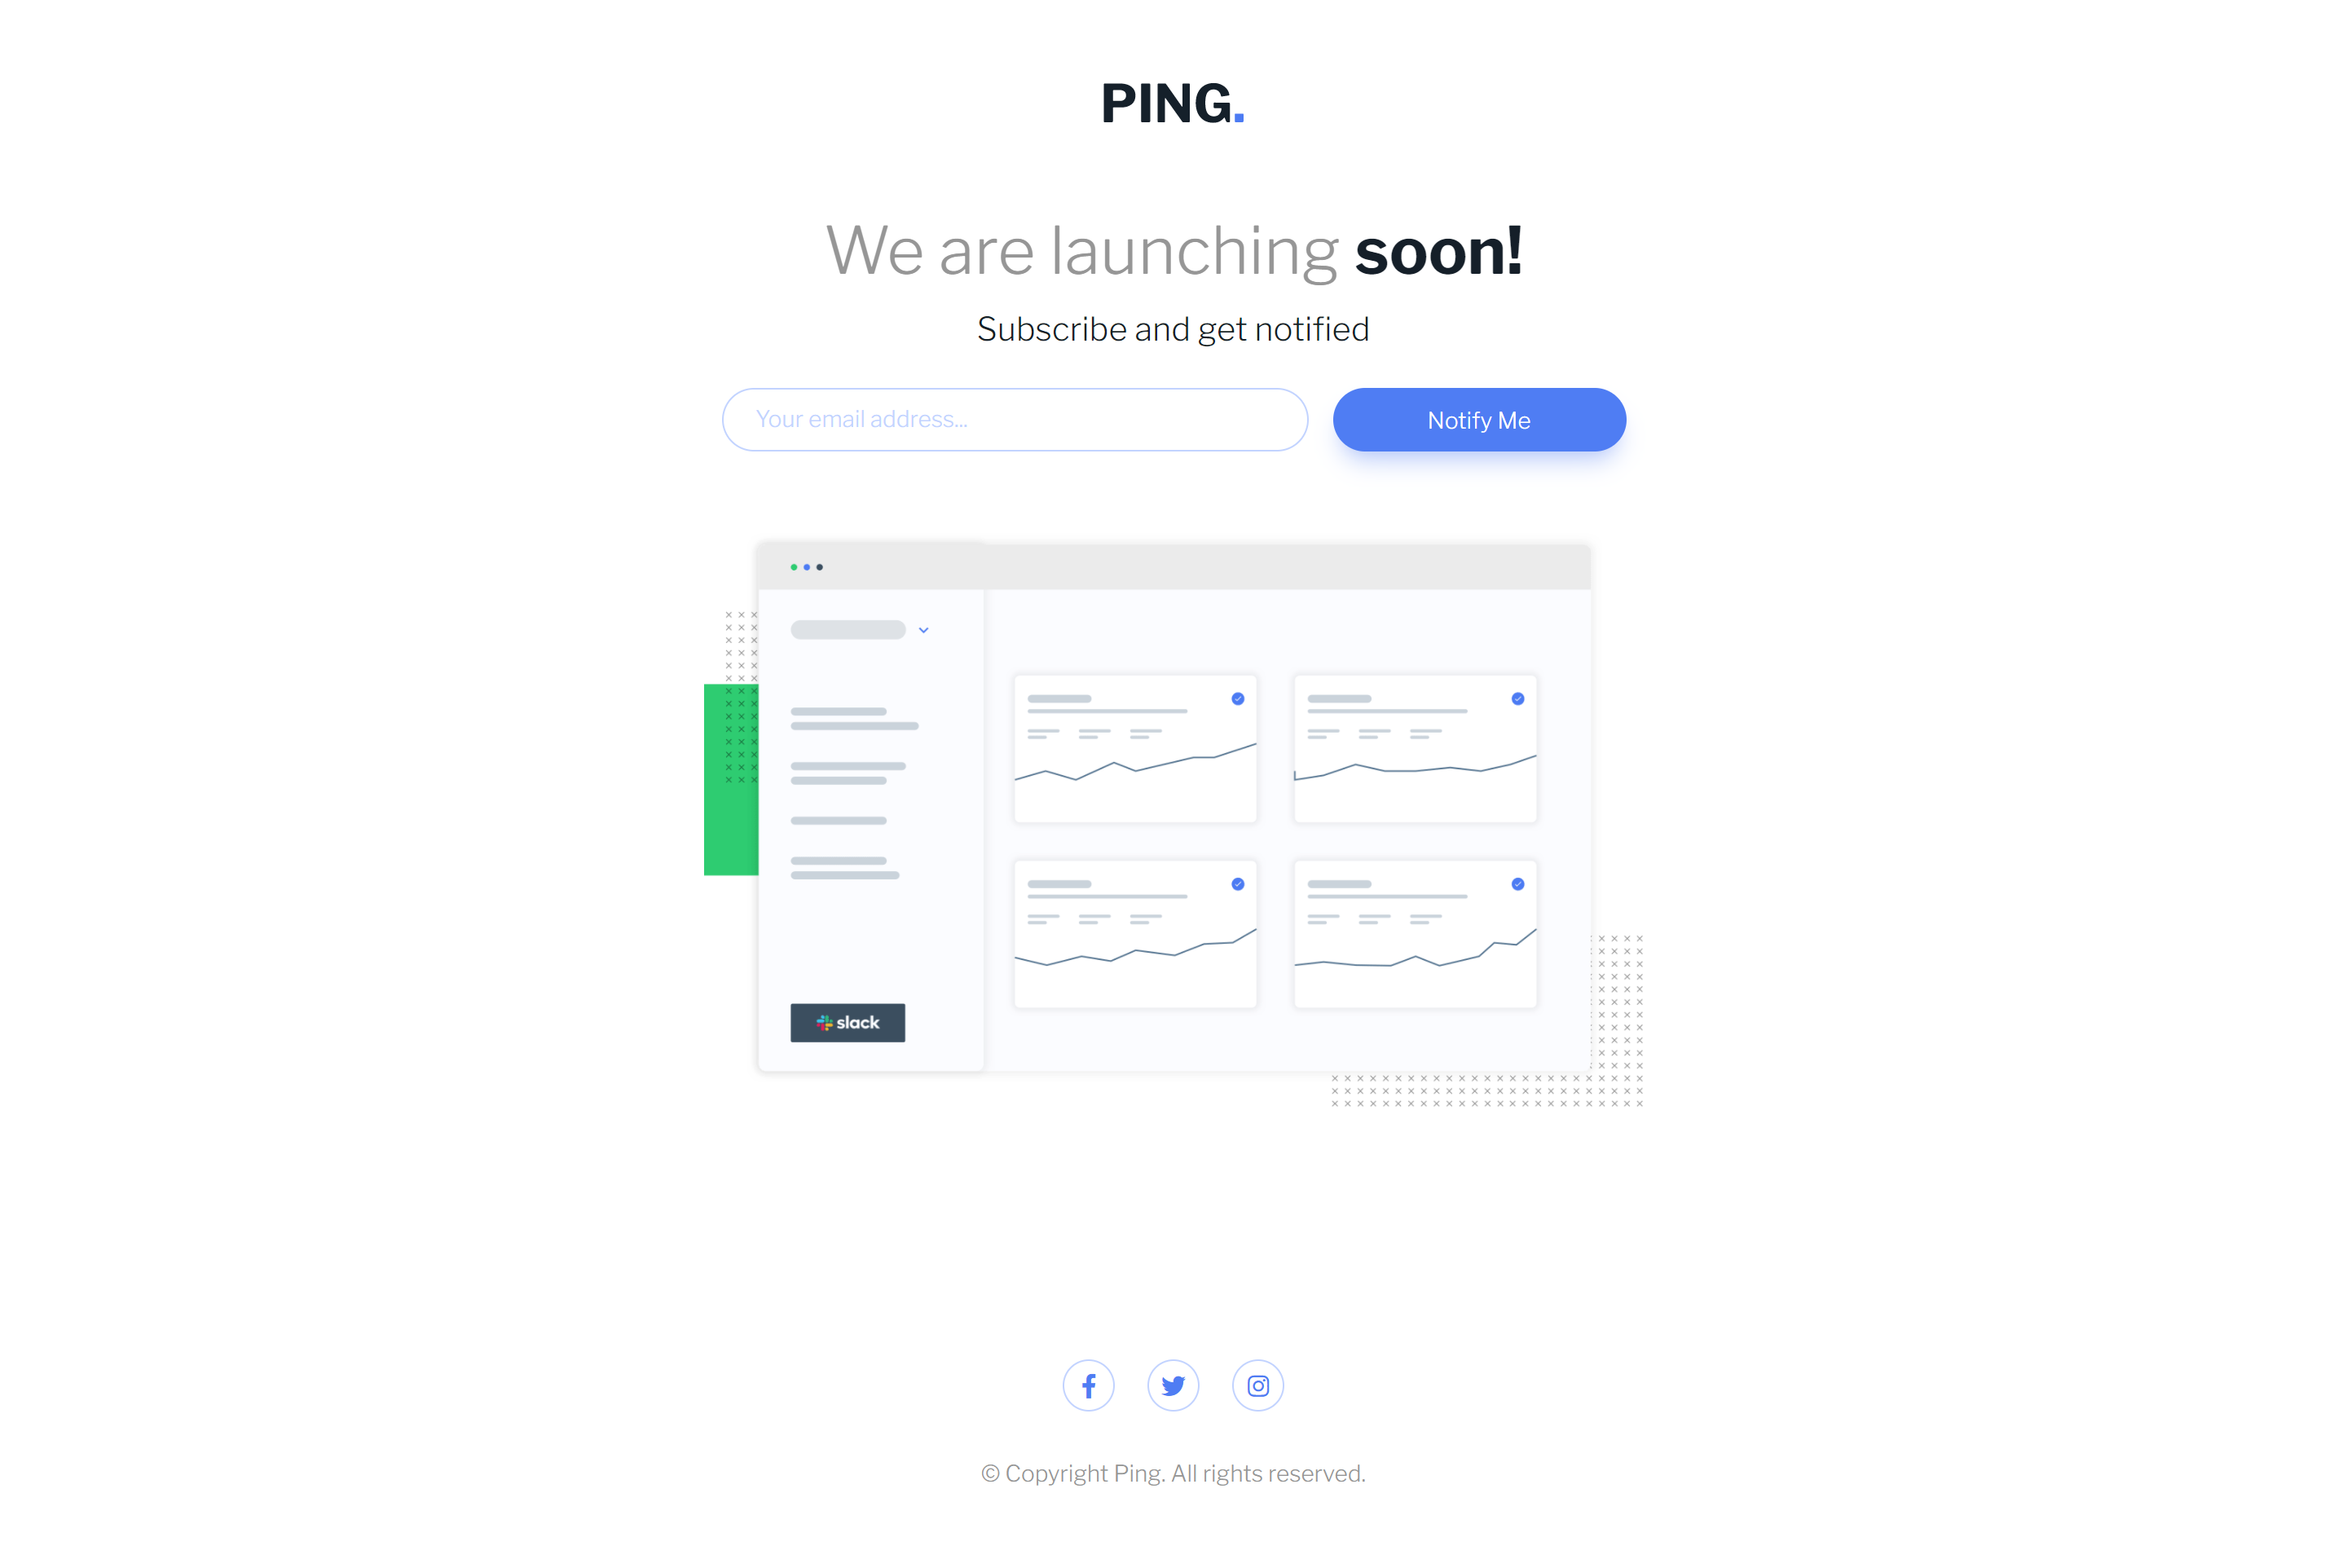 PING.
We are launching soon!
Subscribe and get notified
Your email address...
Notify Me
slack
© Copyright Ping. All rights reserved.